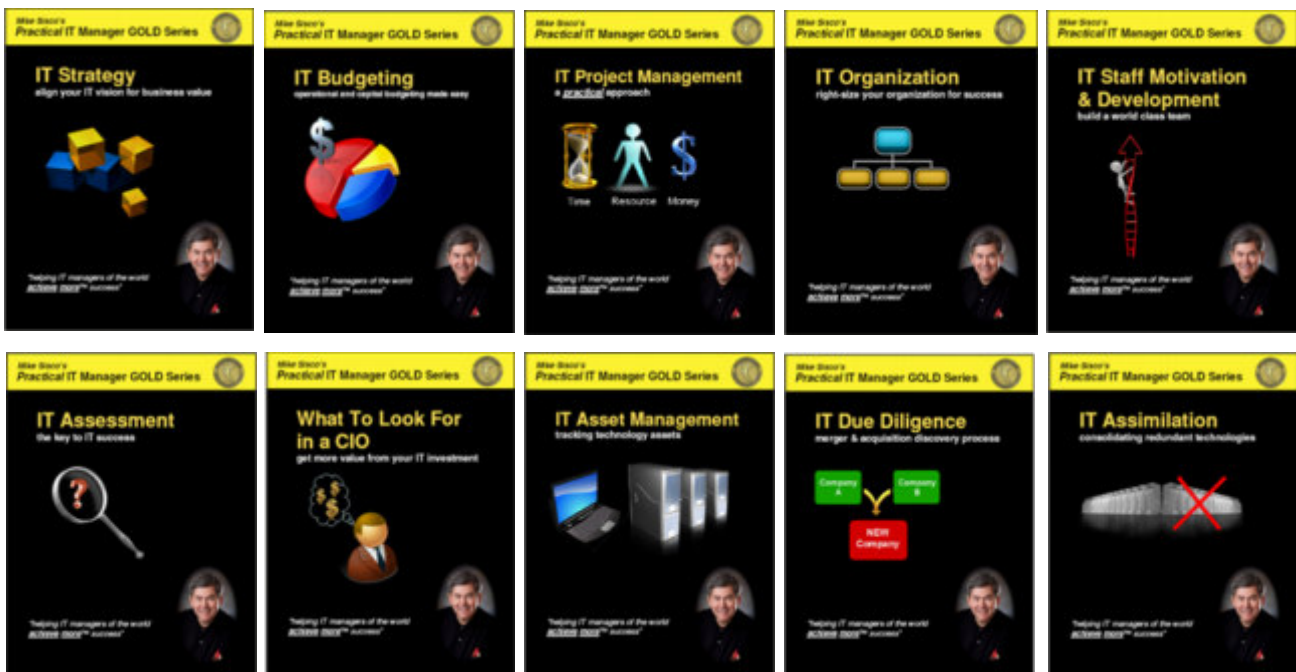 Mike Sisco's
Practical IT Manager GOLD Series
IT Strategy
align your IT vision for business value
"helping IT managers of the world
achieve more™ success"
Mike Sisco's
Practical IT Manager GOLD Series
IT Budgeting
operational and capital budgeting made easy
$
"helping IT managers of the world
achieve more™ success"
Mike Sisco's
Practical IT Manager GOLD Series
IT Project Management
a practical approach
$
Time Resource Money
"helping IT managers of the world
achieve more™ success"
Mike Sisco's
Practical IT Manager GOLD Series
IT Organization
right-size your organization for success
"helping IT managers of the world
achieve more™ success"
Mike Sisco's
Practical IT Manager GOLD Series
IT Staff Motivation
& Development
build a world class team
"helping IT managers of the world
achieve more™ success"
Mike Sisco's
Practical IT Manager GOLD Series
IT Assessment
the key to IT success
?
"helping IT managers of the world
achieve more™ success"
Mike Sisco's
Practical IT Manager GOLD Series
What To Look For
in a CIO
get more value from your IT investment
$ $ $
"helping IT managers of the world
achieve more™ success"
Mike Sisco's
Practical IT Manager GOLD Series
IT Asset Management
tracking technology assets
"helping IT managers of the world
achieve more™ success"
Mike Sisco's
Practical IT Manager GOLD Series
IT Due Diligence
merger & acquisition discovery process
Company
A
Company
B
NEW
Company
"helping IT managers of the world
achieve more™ success"
Mike Sisco's
Practical IT Manager GOLD Series
IT Assimilation
consolidating redundant technologies
"helping IT managers of the world
achieve more™ success"